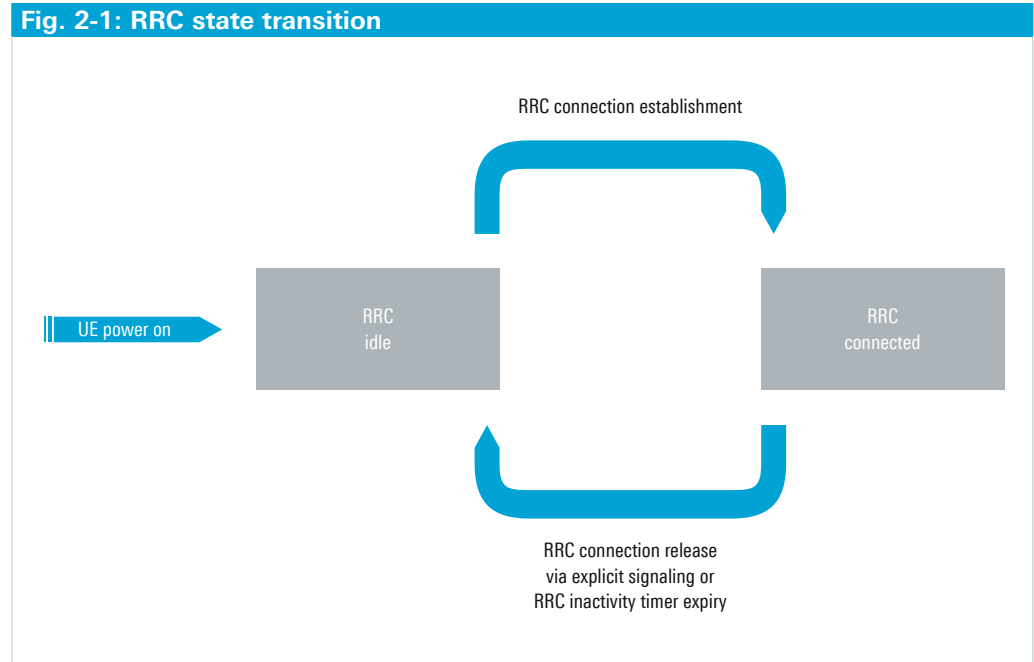 Fig. 2-1: RRC state transition
RRC connection establishment
UE power on
RRC
idle
RRC
connected
RRC connection release
via explicit signaling or
RRC inactivity timer expiry